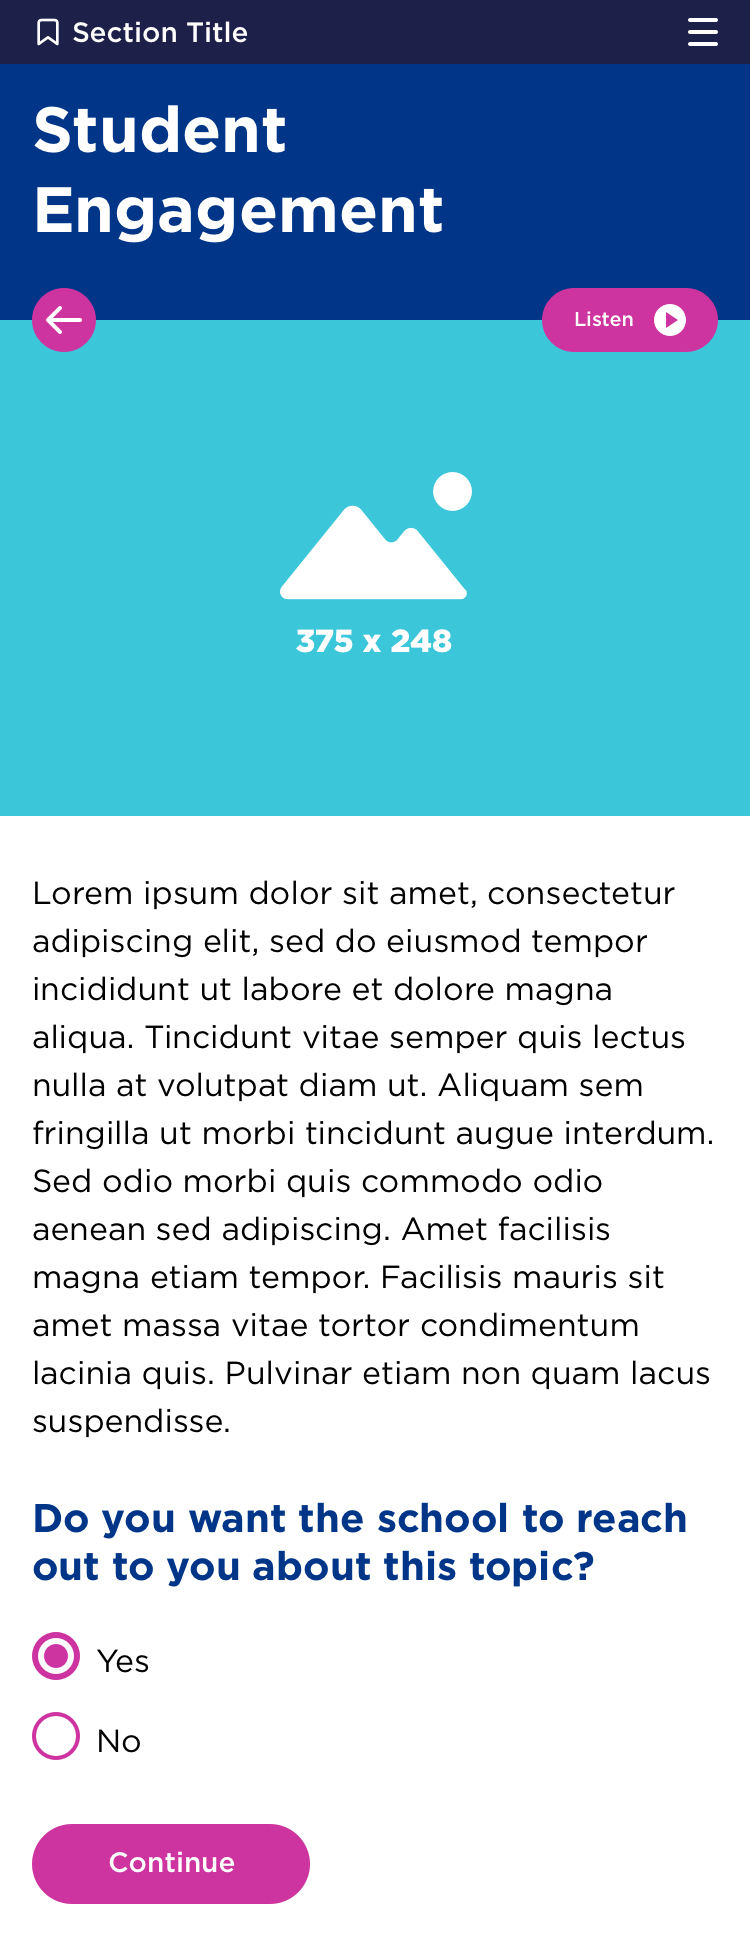 Section Title
Student
Engagement
Listen
375 x 248
Lorem ipsum dolor sit amet, consectetur
adipiscing elit, sed do eiusmod tempor
incididunt ut labore et dolore magna
aliqua. Tincidunt vitae semper quis lectus
nulla at volutpat diam ut. Aliquam sem
fringilla ut morbi tincidunt augue interdum.
Sed odio morbi quis commodo odio
aenean sed adipiscing. Amet facilisis
magna etiam tempor. Facilisis mauris sit
amet massa vitae tortor condimentum
lacinia quis. Pulvinar etiam non quam lacus
suspendisse.
Do you want the school to reach
out to you about this topic?
Yes
No
Continue